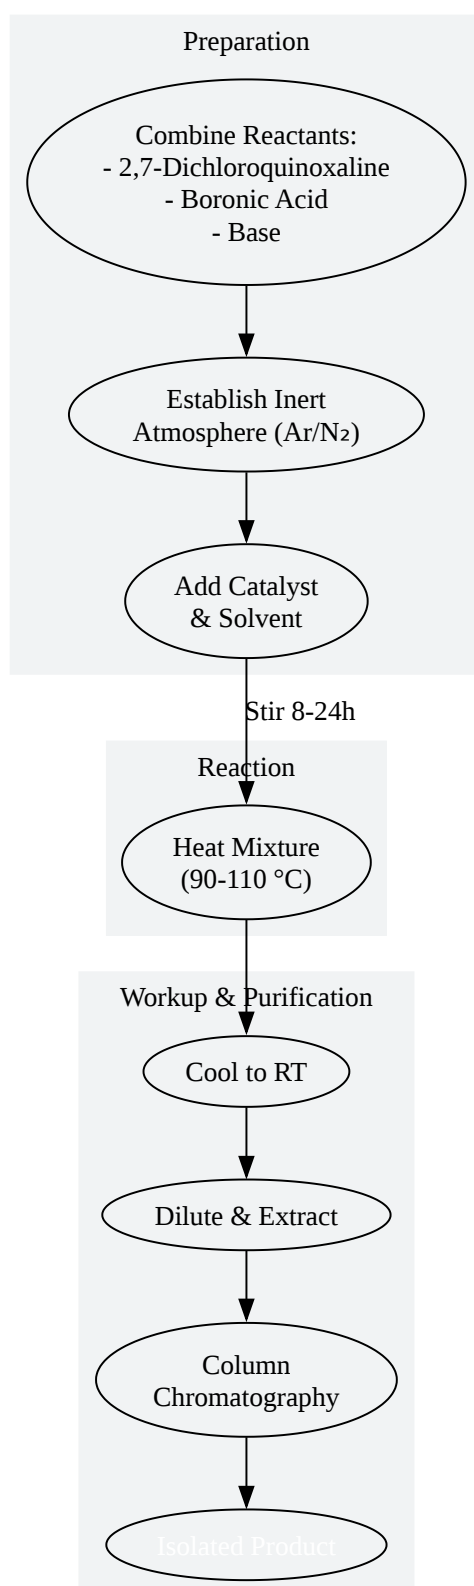 Preparation
Combine Reactants:
- 2,7-Dichloroquinoxaline
- Boronic Acid
- Base
Establish Inert
Atmosphere (Ar/N₂)
Add Catalyst
& Solvent
Stir 8-24h
Reaction
Heat Mixture
(90-110 °C)
Workup & Purification
Cool to RT
Dilute & Extract
Column
Chromatography
Isolated Product